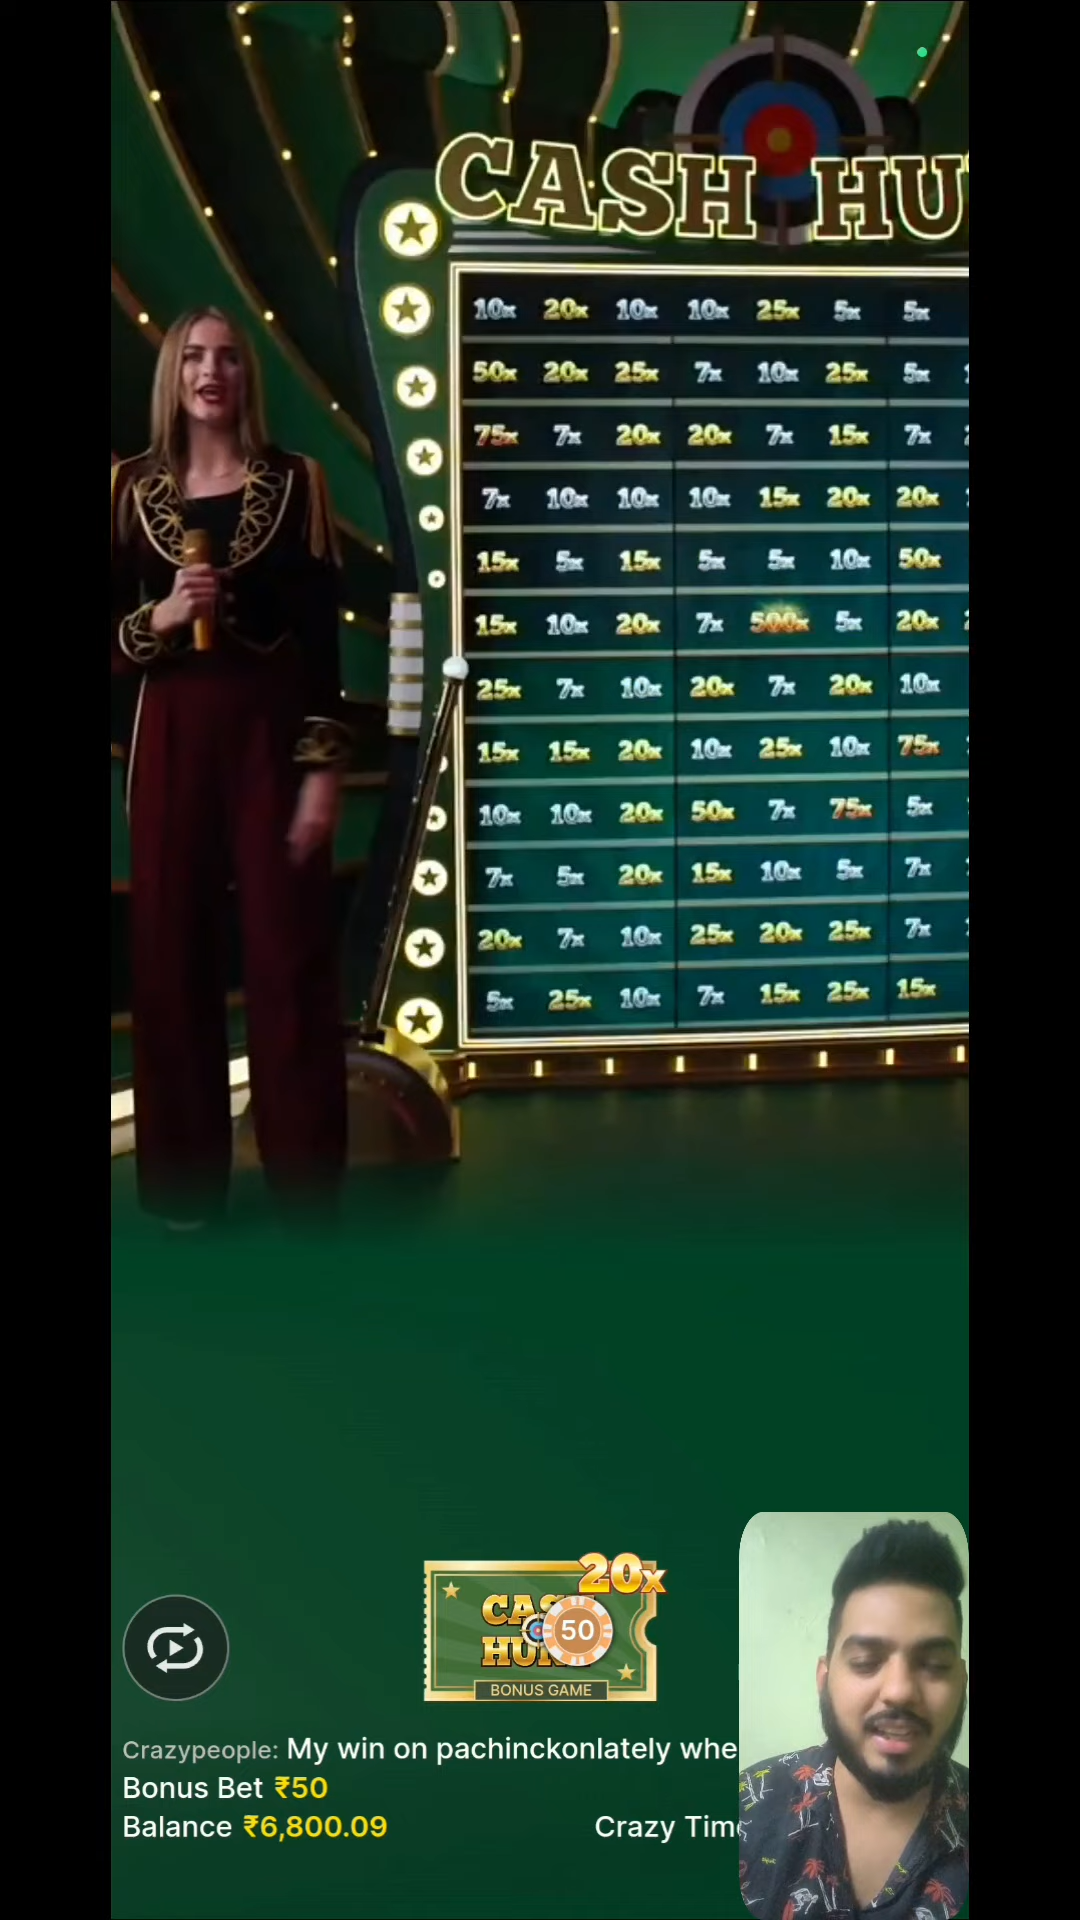 CASH HU
10x 20x 10x 10x 25x 5x 5x
50x 20x 25x 7x 10x 25x 5x
75x 7x 20x 20x 7x 15x 7x
7x 10x 10x 10x 15x 20x 20x
15x 5x 15x 5x 5x 10x 50x
15x 10x 20x 7x 500x 5x 20x
25x 7x 10x 20x 7x 20x 10x
15x 15x 20x 10x 25x 10x 75x
10x 10x 20x 50x 7x 75x 5x
7x 5x 20x 15x 10x 5x 7x
20x 7x 10x 25x 20x 25x 7x
5x 25x 10x 7x 15x 25x 15x
20x
CAS
50
HUN
BONUS GAME
Crazypeople: My win on pachinckonlately whe
Bonus Bet ₹50
Balance ₹6,800.09
Crazy Time